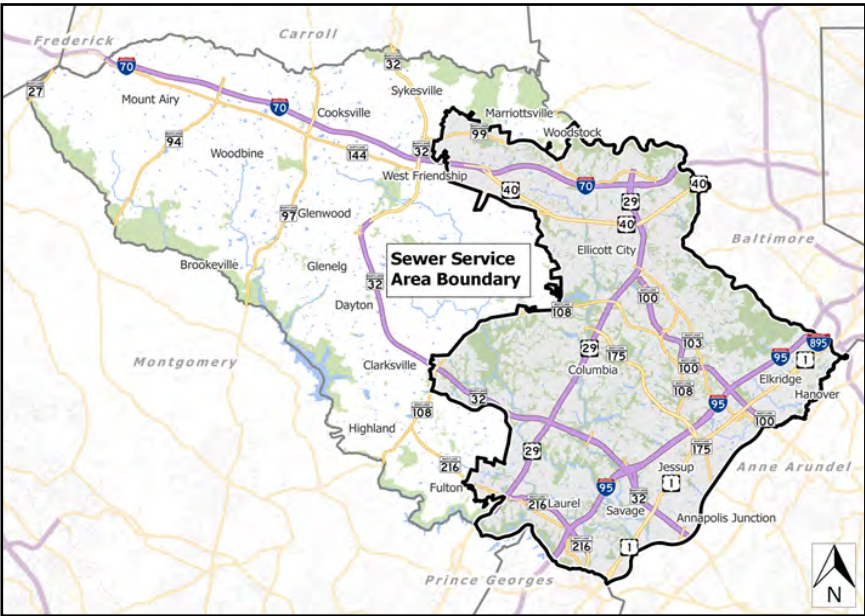 Frederick
Carroll
70
32
27
Mount Airy
Sykesville
70
Cooksville
Marriottsville
99
Woodstock
94
Woodbine
144
32
West Friendship
40
70
40
29
97
Glenwood
40
Baltimore
Ellicott City
Sewer Service
Area Boundary
Brookeville
Glenelg
32
Dayton
100
108
103
895
29
175
95
1
Montgomery
Clarksville
Columbia
100
Elkridge
108
Hanover
32
95
108
100
Highland
29
175
216
Jessup
Anne Arundel
Fulton
95
1
32
216
Laurel
Savage
Annapolis Junction
216
1
Prince Georges
N